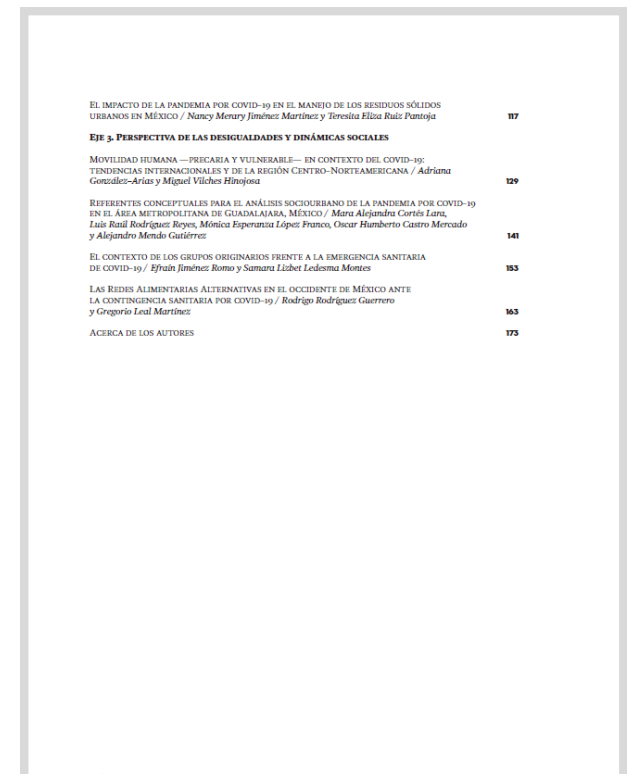 El impacto de la pandemia por covid–19 en el manejo de los residuos sólidos
urbanos en México / Nancy Merary Jiménez Martínez y Teresita Eliza Ruiz Pantoja 117
Eje 3. Perspectiva de las desigualdades y dinámicas sociales
Movilidad humana —precaria y vulnerable— en contexto del covid–19:
tendencias internacionales y de la región Centro–Norteamericana / Adriana
González–Arias y Miguel Vilches Hinojosa 129
Referentes conceptuales para el análisis sociourbano de la pandemia por covid–19
en el Área Metropolitana de Guadalajara, México / Mara Alejandra Cortés Lara,
Luis Raúl Rodríguez Reyes, Mónica Esperanza López Franco, Oscar Humberto Castro Mercado
y Alejandro Mendo Gutiérrez 141
El contexto de los grupos originarios frente a la emergencia sanitaria
de covid–19 / Efraín Jiménez Romo y Samara Lizbet Ledesma Montes 153
Las Redes Alimentarias Alternativas en el occidente de México ante
la contingencia sanitaria por covid–19 / Rodrigo Rodríguez Guerrero
y Gregorio Leal Martínez 163
Acerca de los autores 173